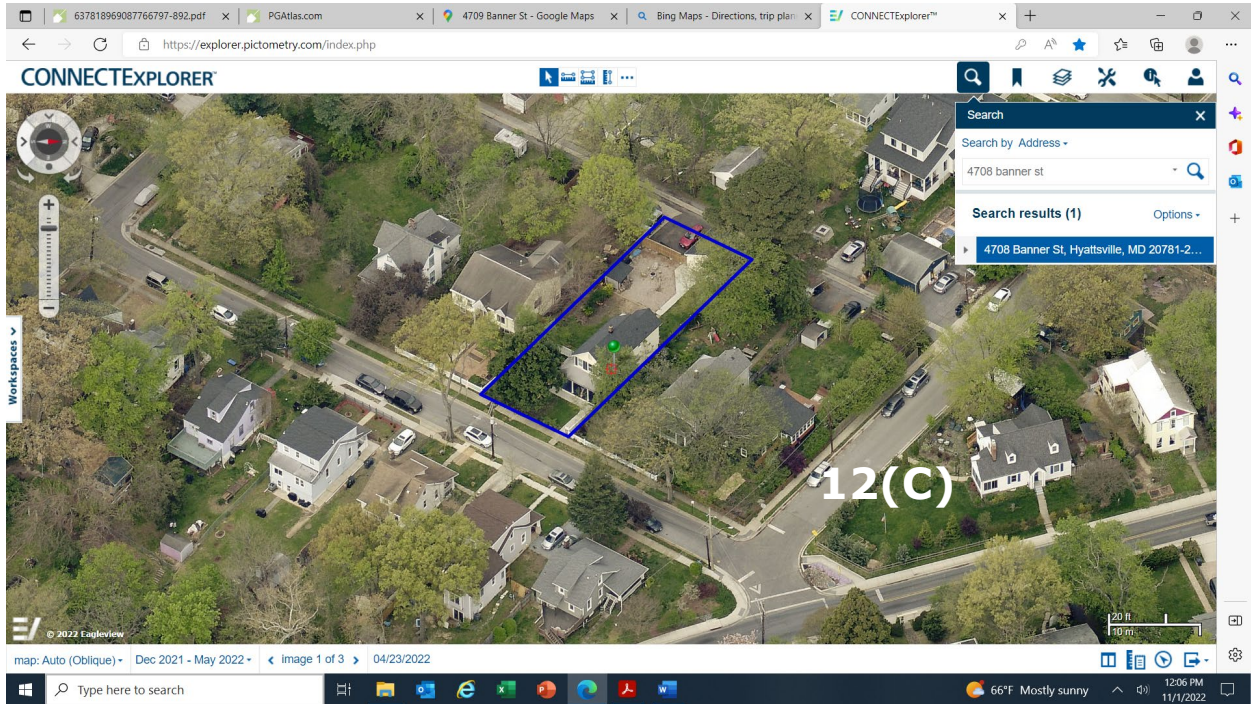 637818969087766797-892.pdf
PGAtlas.com
4709 Banner St - Google Maps
Bing Maps - Directions, trip plan
CONNECTExplorer™
https://explorer.pictometry.com/index.php
CONNECTEXPLORER™
Search
Search by Address
4708 banner st
Search results (1) Options
4708 Banner St, Hyattsville, MD 20781-2...
Workspaces
12(C)
© 2022 Eagleview
20 ft
10 m
map: Auto (Oblique) Dec 2021 - May 2022 image 1 of 3 04/23/2022
Type here to search
66°F Mostly sunny
12:06 PM
11/1/2022